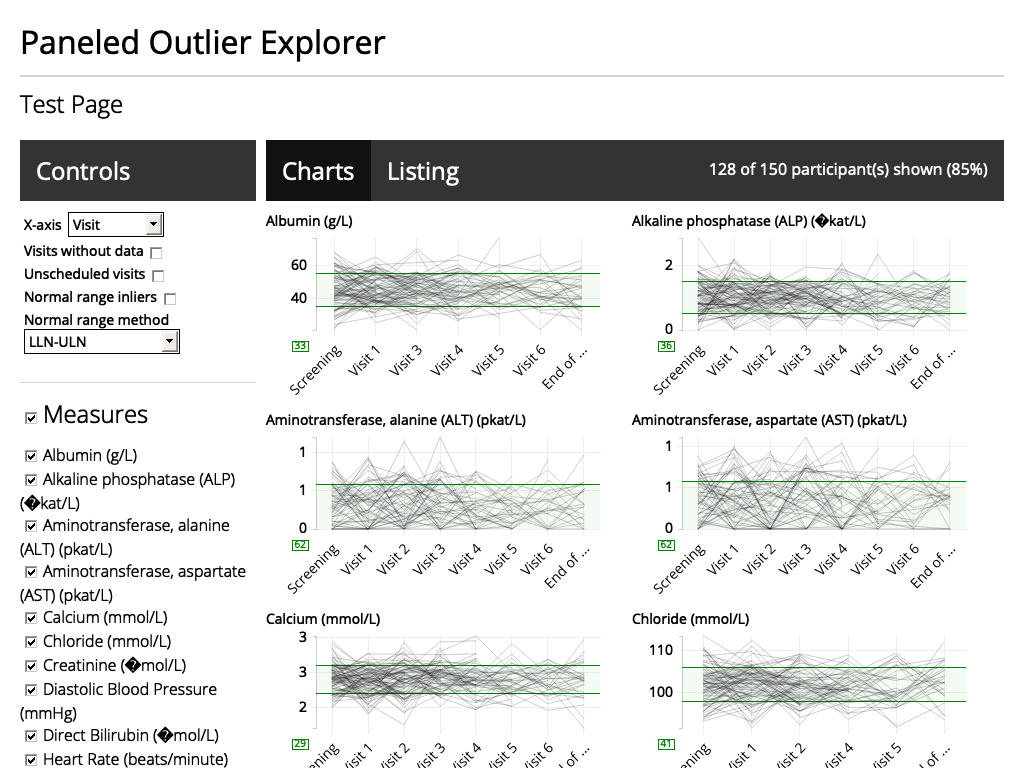 Paneled Outlier Explorer
Test Page
Controls
Charts
Listing
128 of 150 participant(s) shown (85%)
X-axis
Visit
Visits without data
Unscheduled visits
Normal range inliers
Normal range method
LLN-ULN
Measures
Albumin (g/L)
Alkaline phosphatase (ALP)
(�kat/L)
Aminotransferase, alanine
(ALT) (pkat/L)
Aminotransferase, aspartate
(AST) (pkat/L)
Calcium (mmol/L)
Chloride (mmol/L)
Creatinine (�mol/L)
Diastolic Blood Pressure
(mmHg)
Direct Bilirubin (�mol/L)
Heart Rate (beats/minute)
Albumin (g/L)
60
40
33
Screening
Visit 1
Visit 3
Visit 4
Visit 5
Visit 6
End of ...
Alkaline phosphatase (ALP) (�kat/L)
2
0
36
Screening
Visit 1
Visit 2
Visit 3
Visit 4
Visit 5
Visit 6
End of ...
Aminotransferase, alanine (ALT) (pkat/L)
1
1
0
62
Screening
Visit 1
Visit 2
Visit 3
Visit 4
Visit 5
Visit 6
End of ...
Aminotransferase, aspartate (AST) (pkat/L)
1
1
0
62
Screening
Visit 1
Visit 2
Visit 3
Visit 4
Visit 5
Visit 6
End of ...
Calcium (mmol/L)
3
3
2
29
ening
Visit 1
Visit 2
Visit 3
Visit 4
Visit 5
Visit 6
d of ...
Chloride (mmol/L)
110
100
41
ening
isit 1
isit 2
isit 4
isit 5
l of ...